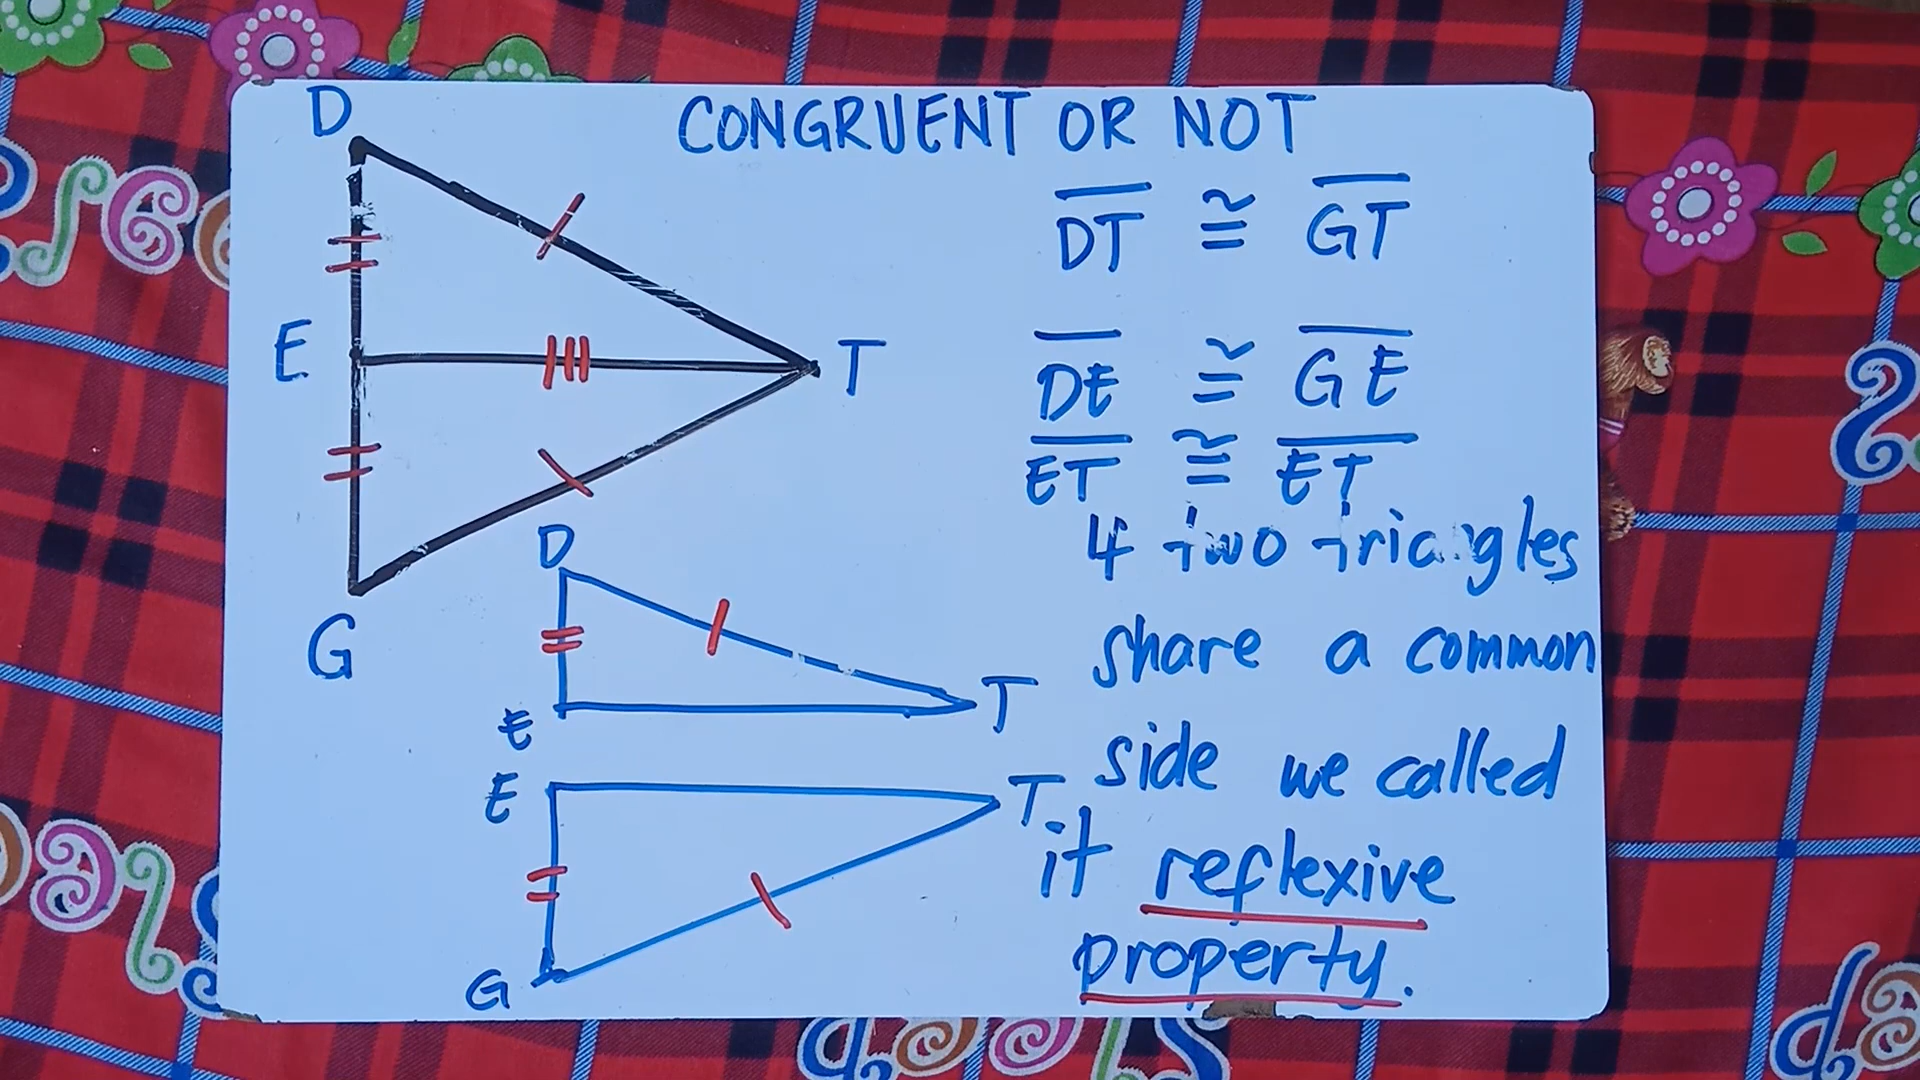 CONGRUENT OR NOT
D
E
T
G
DT ≅ GT
DE ≅ GE
ET ≅ ET
D
E
T
E
T
G
If two triangles
share a common
side we called
it reflexive
property.